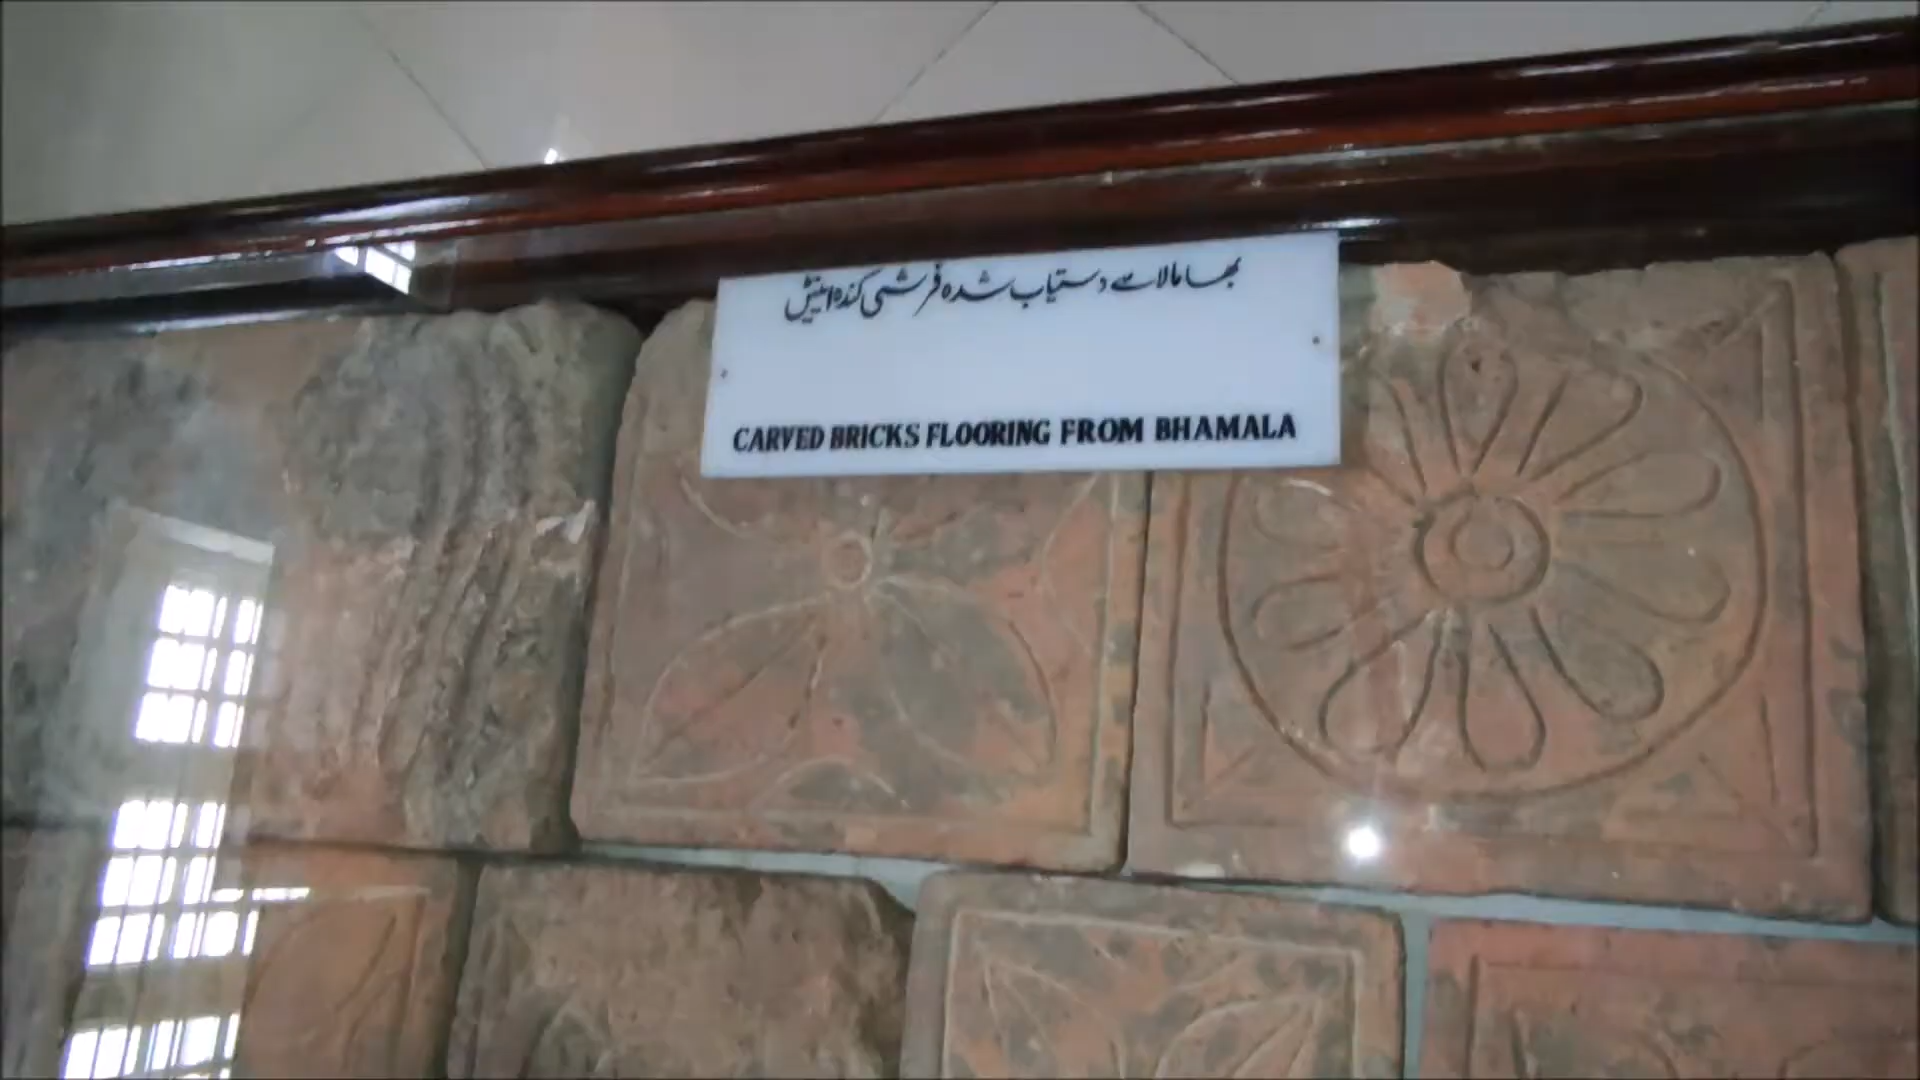 بھامالا سے دستیاب شدہ فرشی کندہ اینٹیں
CARVED BRICKS FLOORING FROM BHAMALA